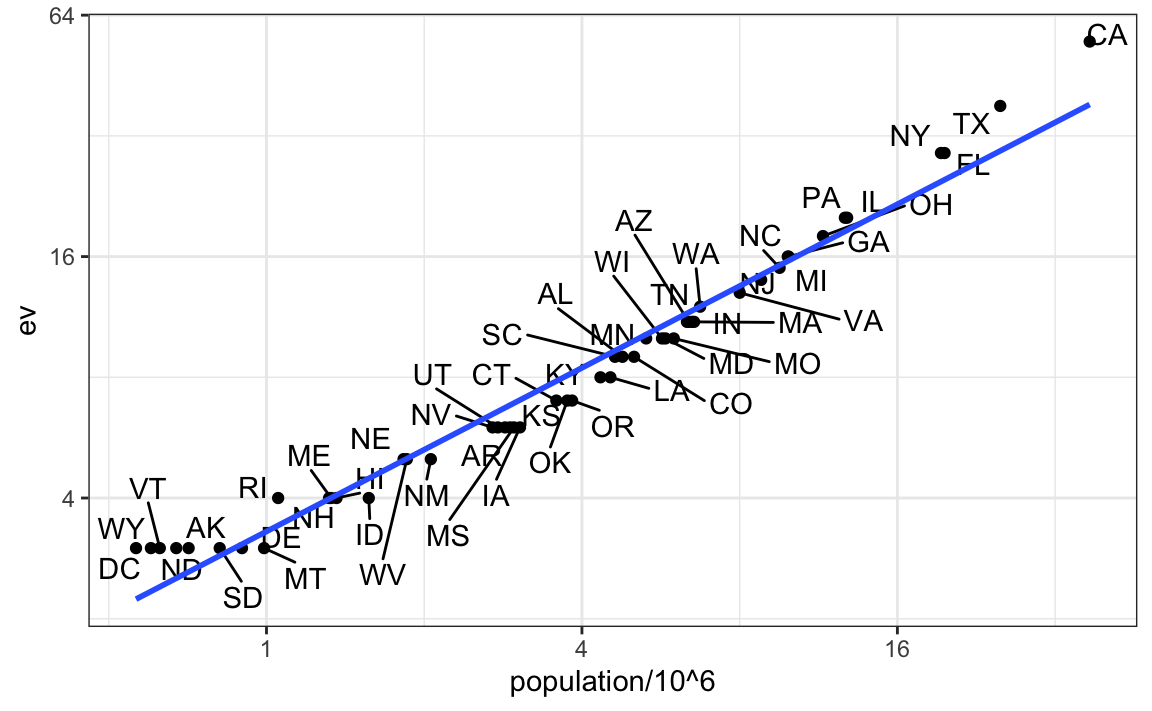 64
CA
NY
TX
FL
PA
IL
OH
AZ
NC
GA
WA
16
WI
NJ
MI
AL
TN
IN
MA
VA
ev
SC
MN
MD
MO
UT
CT
KY
LA
CO
NV
KS
OR
NE
ME
AR
OK
HI
VT
RI
NM
IA
4
NH
WY
AK
DE
ID
MS
DC
ND
MT
WV
SD
1
4
16
population/10^6